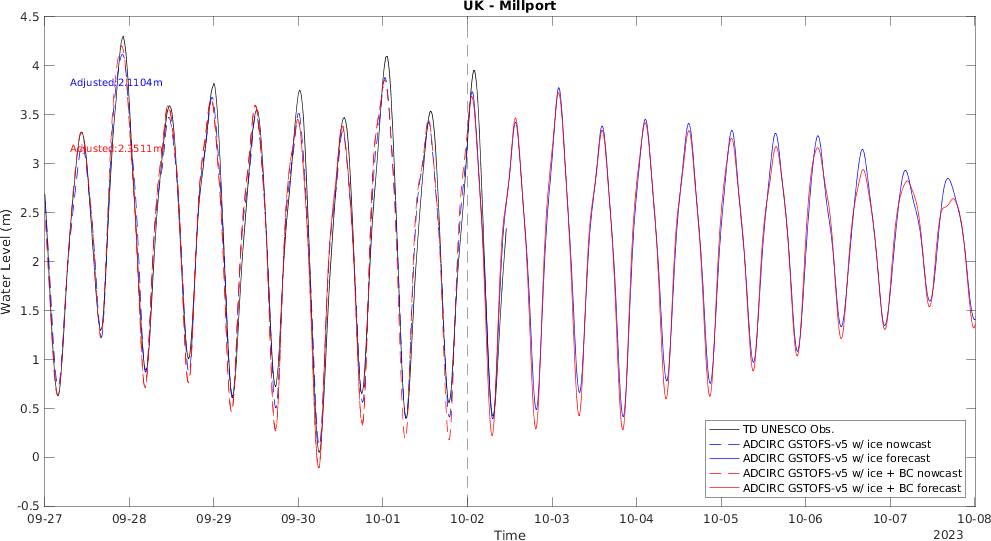 UK - Millport
4.5
4
3.5
3
2.5
2
1.5
1
0.5
0
-0.5
Water Level (m)
Adjusted:2.1104m
Adjusted:2.3511m
TD UNESCO Obs.
ADCIRC GSTOFS-v5 w/ ice nowcast
ADCIRC GSTOFS-v5 w/ ice forecast
ADCIRC GSTOFS-v5 w/ ice + BC nowcast
ADCIRC GSTOFS-v5 w/ ice + BC forecast
09-27 09-28 09-29 09-30 10-01 10-02 10-03 10-04 10-05 10-06 10-07 10-08
Time
2023